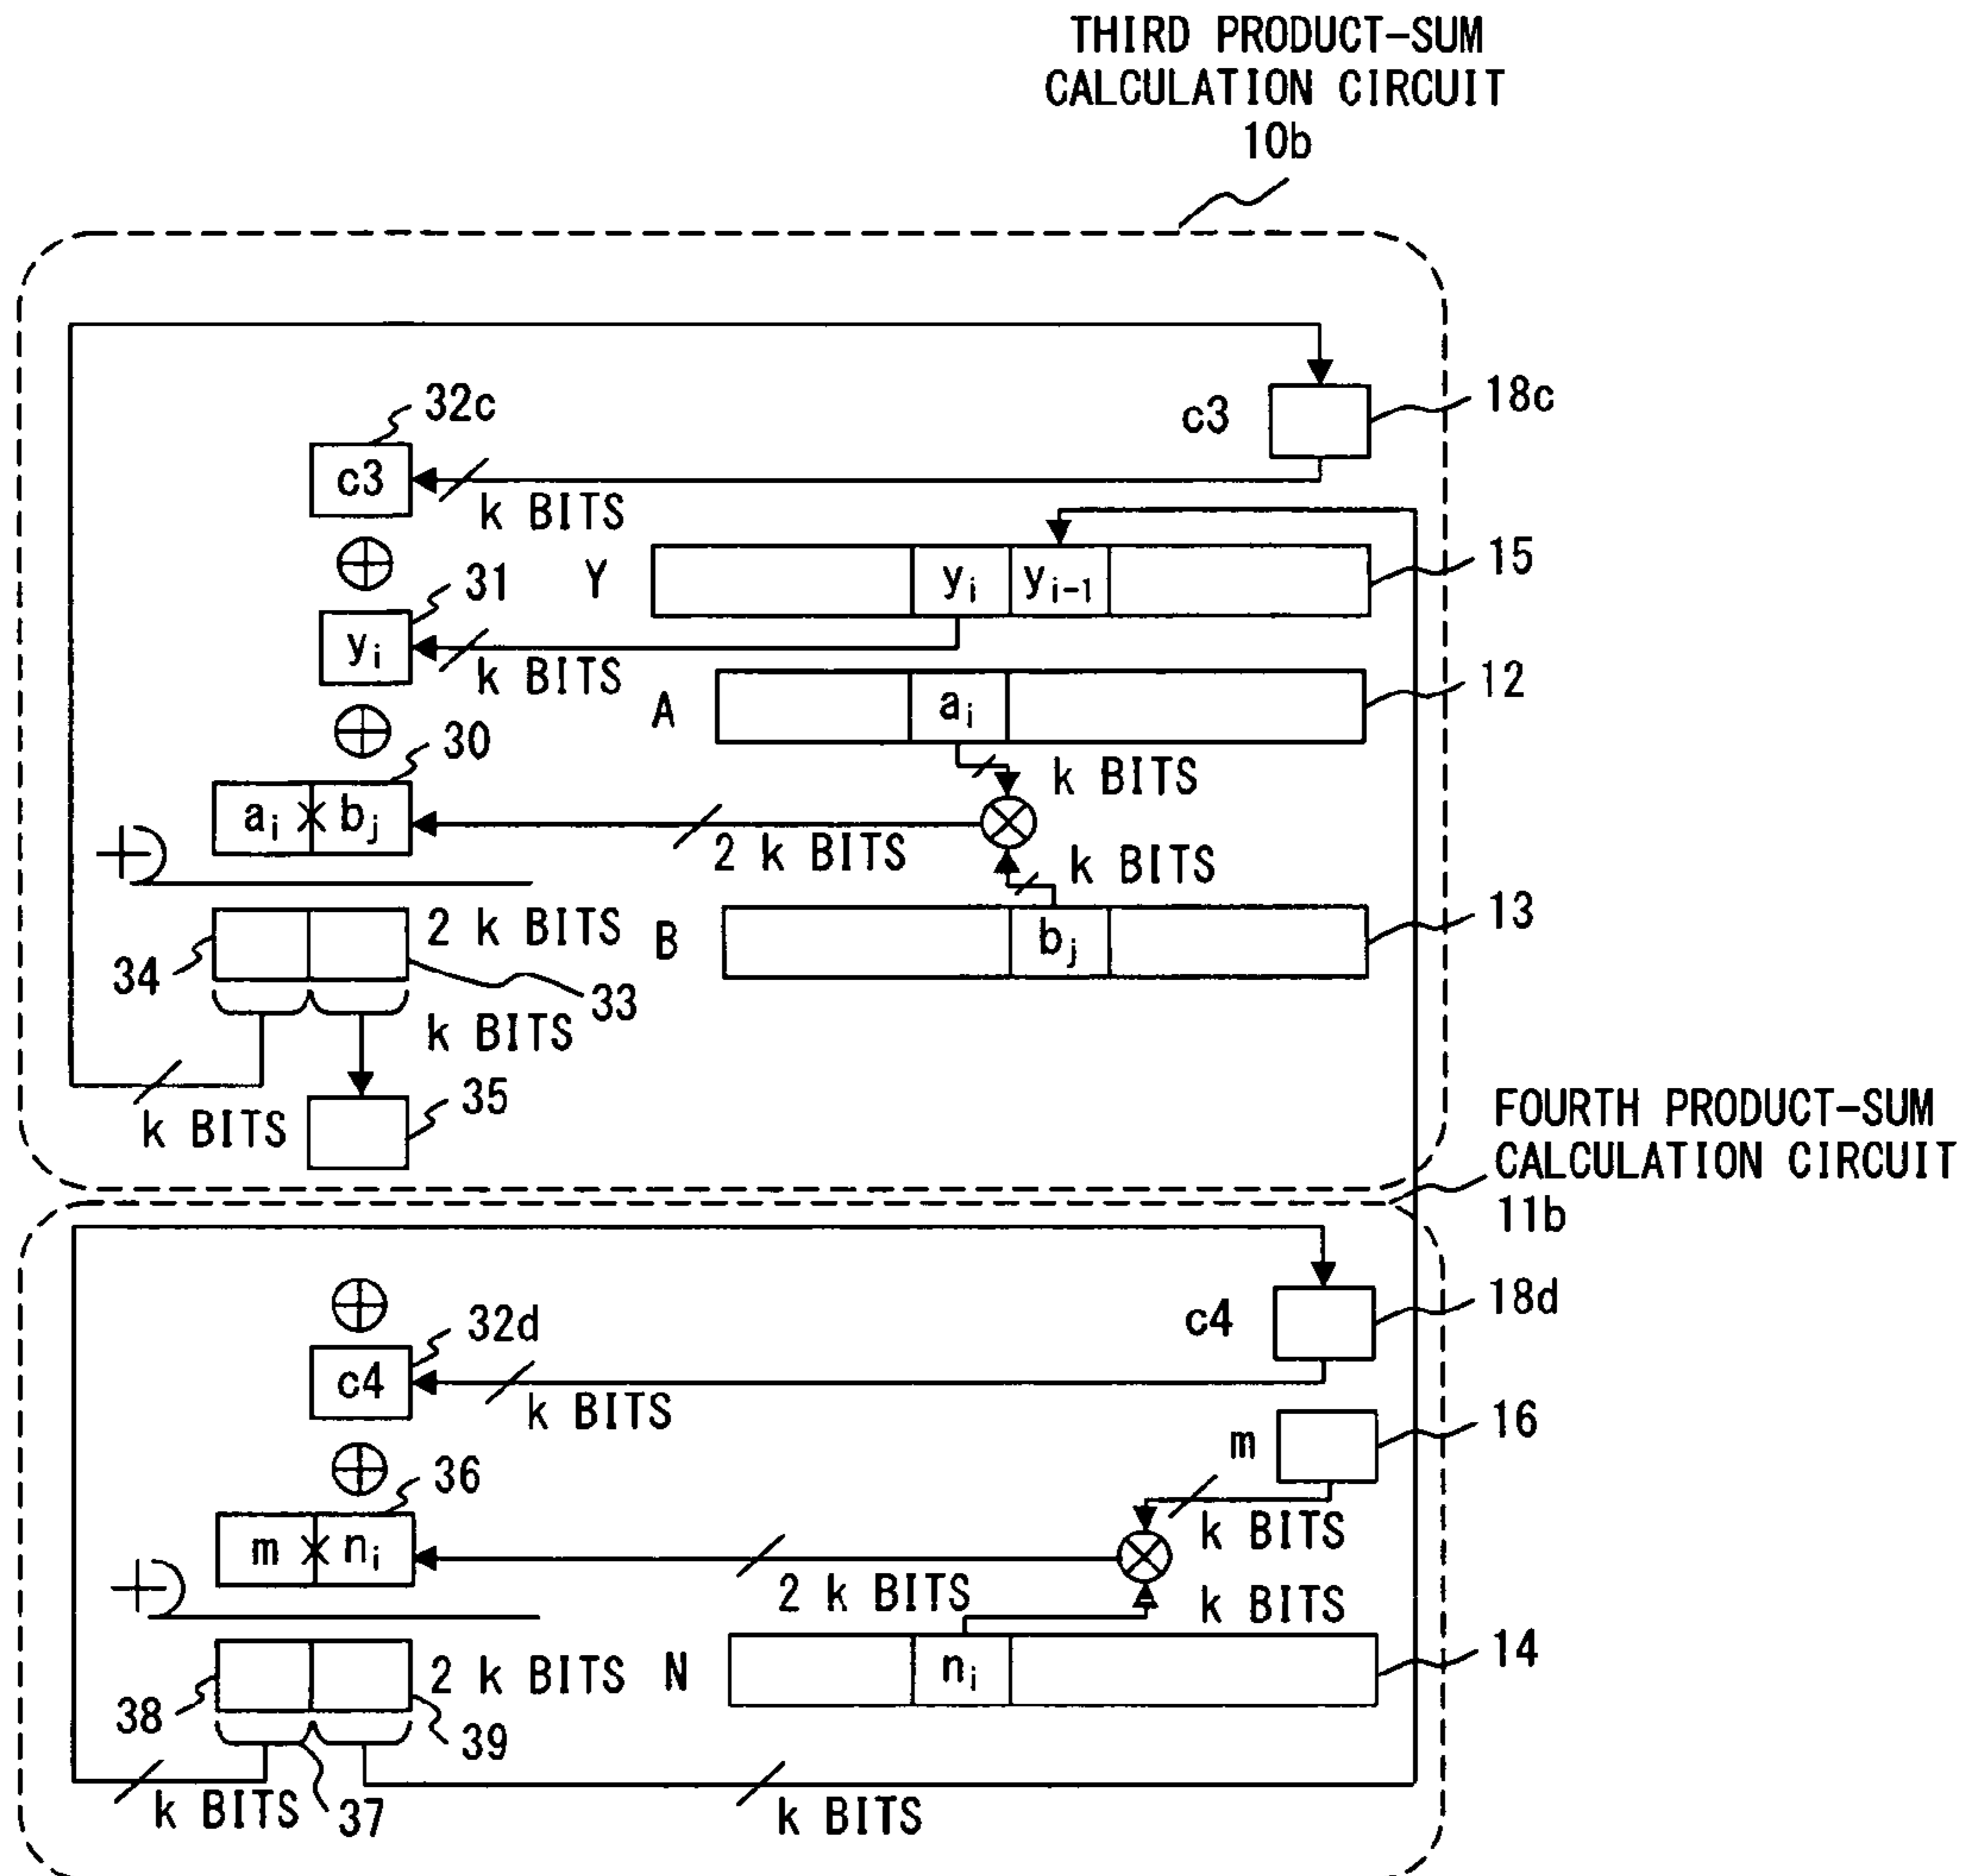 THIRD PRODUCT-SUM
CALCULATION CIRCUIT
10b
32c
c3
18c
c3
k BITS
31
Y
yi
yi-1
15
yi
k BITS
A
ai
12
30
k BITS
ai × bj
2 k BITS
k BITS
2 k BITS
B
bj
13
34
33
k BITS
35
k BITS
FOURTH PRODUCT-SUM
CALCULATION CIRCUIT
11b
32d
c4
18d
c4
k BITS
16
m
36
k BITS
m × ni
2 k BITS
k BITS
2 k BITS
N
ni
14
38
39
k BITS
37
k BITS